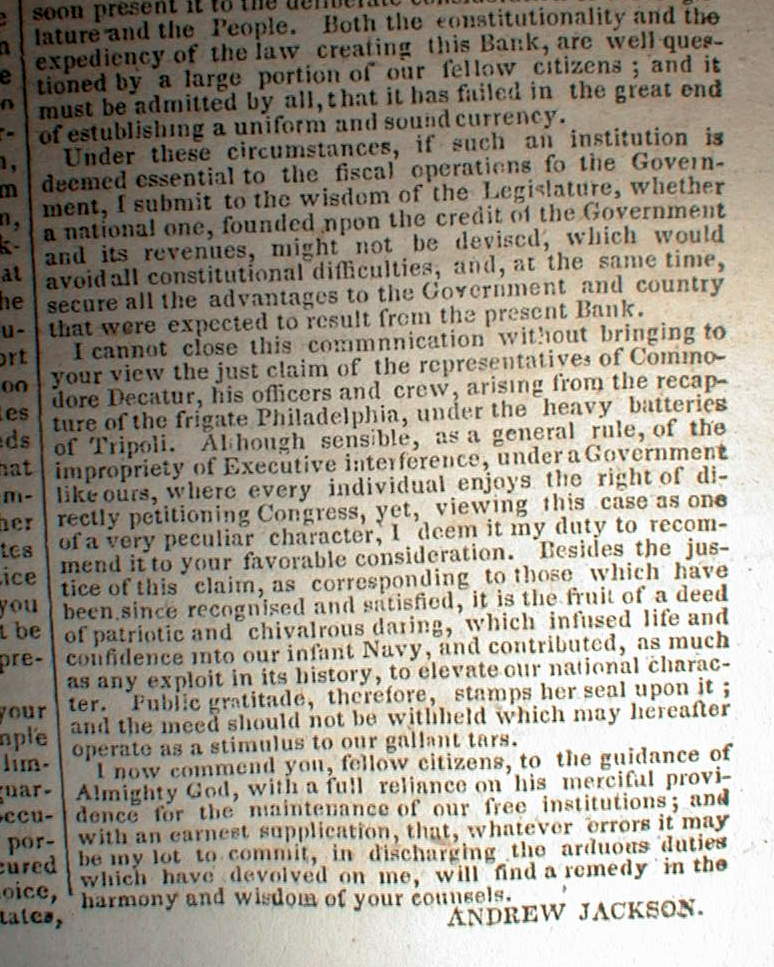 soon present it to the
lature and the People. Both the constitutionality and the
expediency of the law creating this Bank, are well ques-
tioned by a large portion of our fellow citizens ; and it
must be admitted by all, that it has failed in the great end
of establishing a uniform and sound currency.
Under these circumstances, if such an institution is
deemed essential to the fiscal operations fo the Govern-
ment, I submit to the wisdom of the Legislature, whether
a national one, founded npon the credit of the Government
and its revenues, might not be devised, which would
avoid all constitutional difficulties, and, at the same time,
secure all the advantages to the Government and country
that were expected to result from the present Bank.
I cannot close this commnnication without bringing to
your view the just claim of the representatives of Commo-
dore Decatur, his officers and crew, arising from the recap-
ture of the frigate Philadelphia, under the heavy batteries
of Tripoli. Although sensible, as a general rule, of the
impropriety of Executive interference, under a Government
like ours, where every individual enjoys the right of di-
rectly petitioning Congress, yet, viewing this case as one
of a very peculiar character, I deem it my duty to recom-
mend it to your favorable consideration. Besides the jus-
tice of this claim, as corresponding to those which have
been since recognised and satisfied, it is the fruit of a deed
of patriotic and chivalrous daring, which infused life and
confidence into our infant Navy, and contributed, as much
as any exploit in its history, to elevate our national charac-
ter. Public gratitade, therefore, stamps her seal upon it ;
and the meed should not be withheld which may hereafter
operate as a stimulus to our gallant tars.
I now commend you, fellow citizens, to the guidance of
Almighty God, with a full reliance on his merciful provi-
dence for the maintenance of our free institutions ; and
with an earnest supplication, that, whatever errors it may
be my lot to commit, in discharging the arduous duties
which have devolved on me, will find a remedy in the
harmony and wisdom of your counsels.
ANDREW JACKSON.